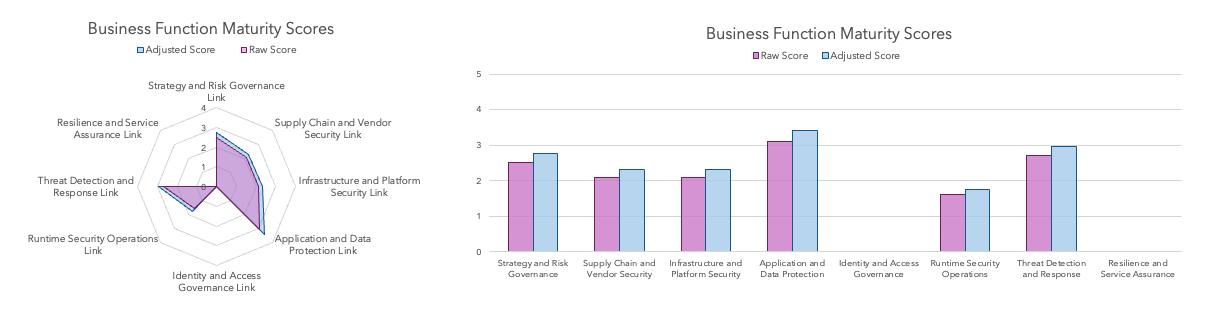 Business Function Maturity Scores
Adjusted Score
Raw Score
Strategy and Risk Governance
Link
4
3
2
1
0
Supply Chain and Vendor
Security Link
Infrastructure and Platform
Security Link
Application and Data
Protection Link
Identity and Access
Governance Link
Runtime Security Operations
Link
Threat Detection and
Response Link
Resilience and Service
Assurance Link
Business Function Maturity Scores
Raw Score
Adjusted Score
5
4
3
2
1
0
Strategy and Risk
Governance
Supply Chain and
Vendor Security
Infrastructure and
Platform Security
Application and
Data Protection
Identity and Access
Governance
Runtime Security
Operations
Threat Detection
and Response
Resilience and
Service Assurance